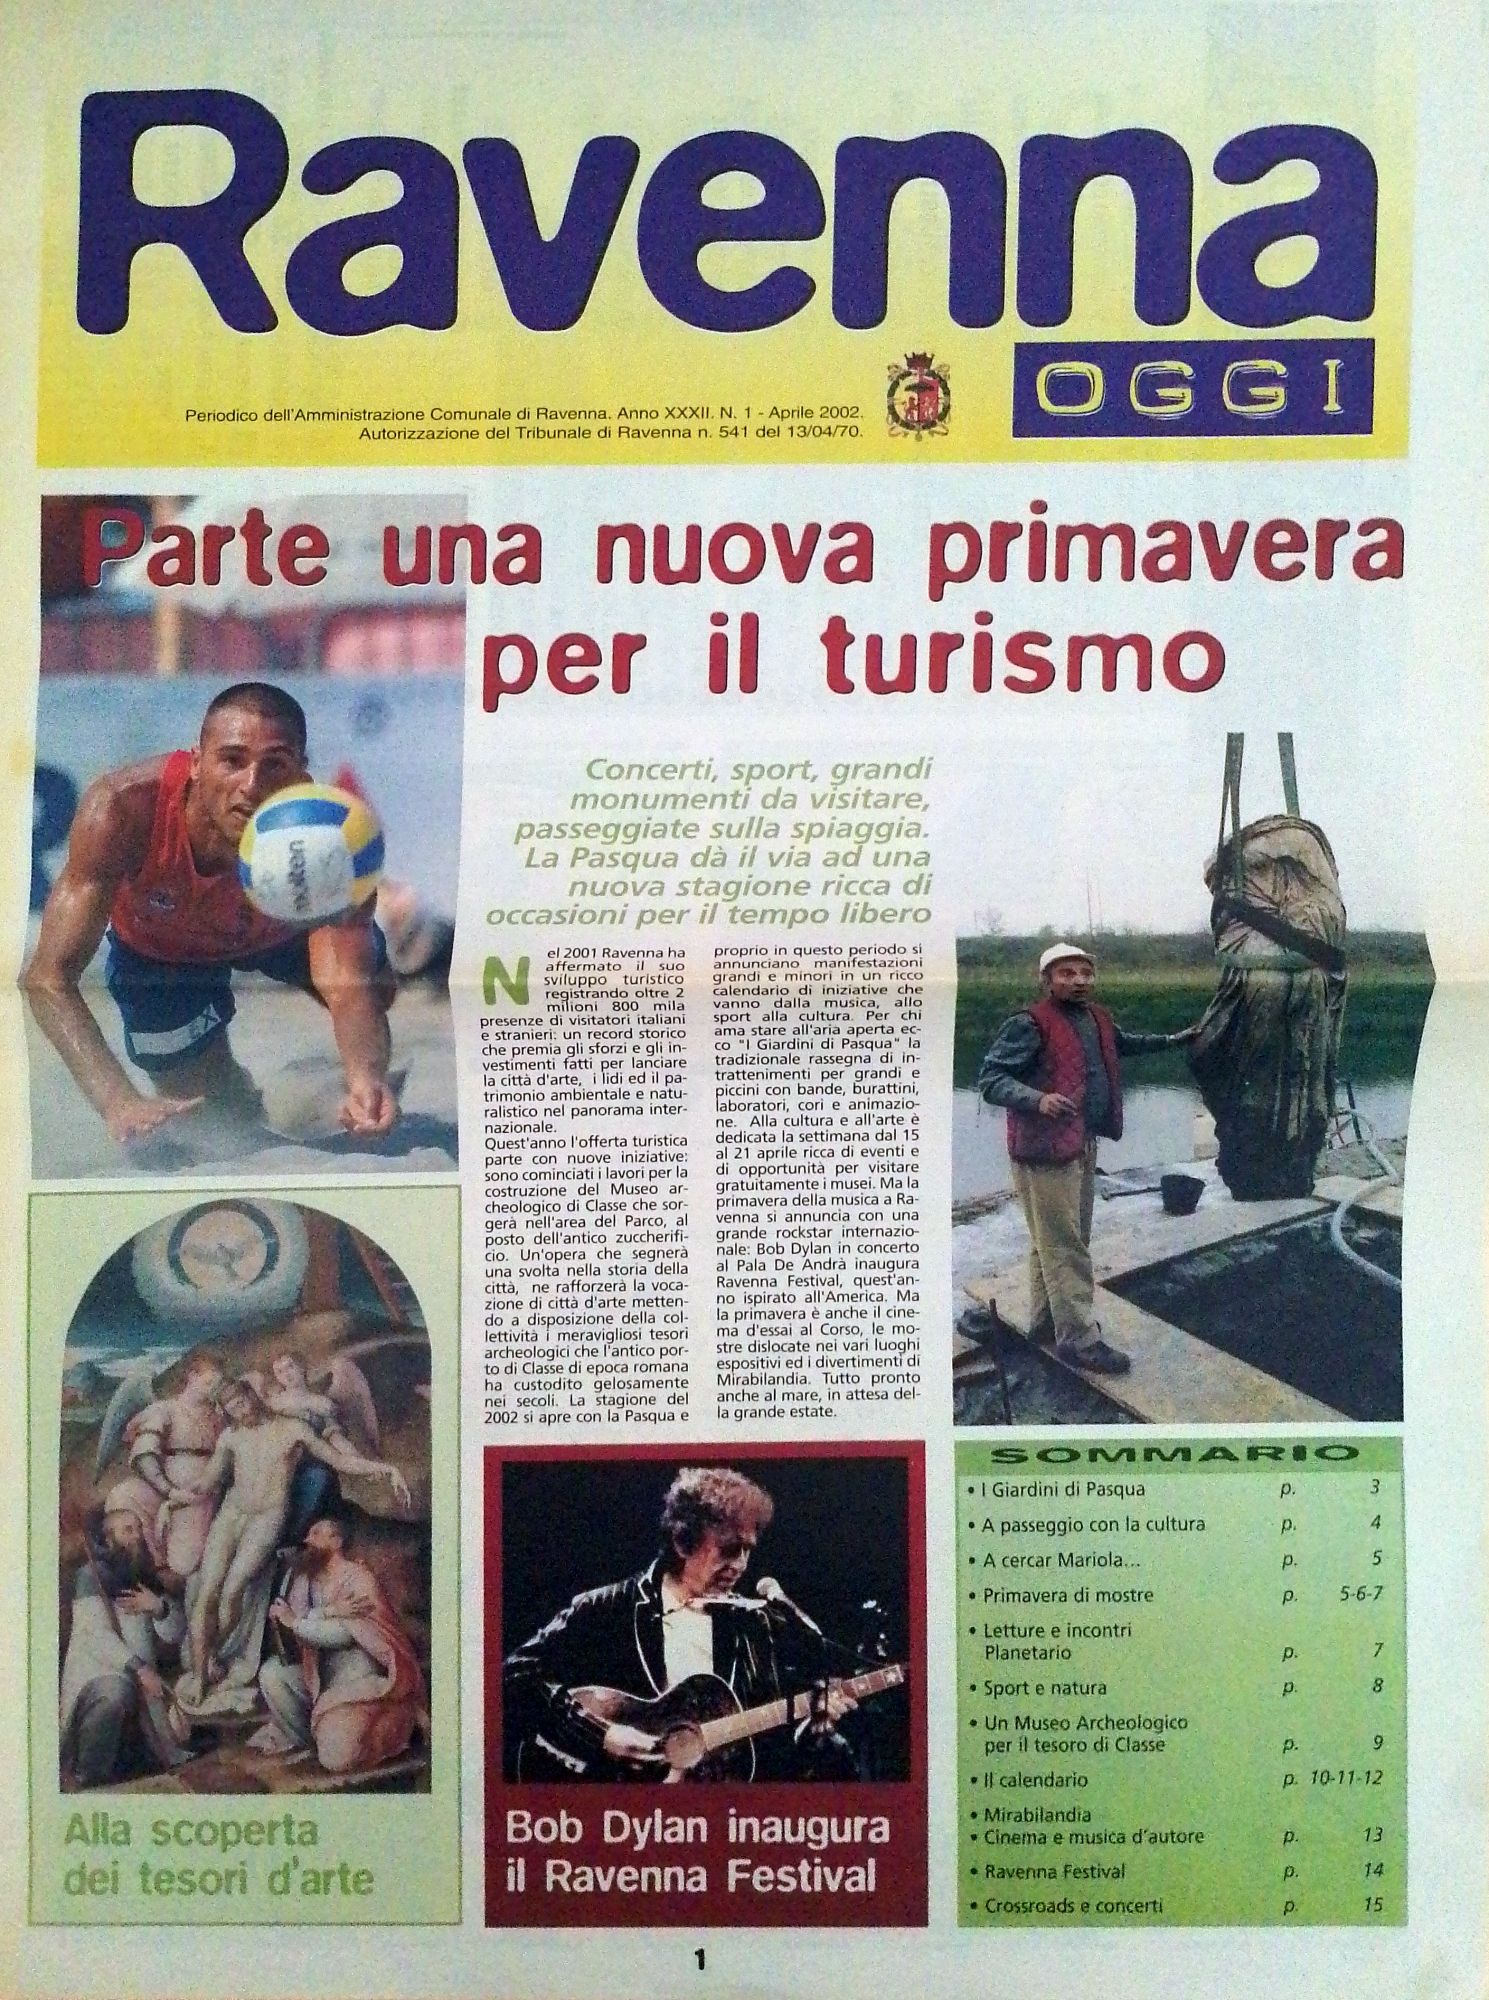 Ravenna
OGGI
Periodico dell'Amministrazione Comunale di Ravenna. Anno XXXII. N. 1 - Aprile 2002.
Autorizzazione del Tribunale di Ravenna n. 541 del 13/04/70.
Parte una nuova primavera
per il turismo
molten
Concerti, sport, grandi
monumenti da visitare,
passeggiate sulla spiaggia.
La Pasqua dà il via ad una
nuova stagione ricca di
occasioni per il tempo libero
Nel 2001 Ravenna ha
affermato il suo
sviluppo turistico
registrando oltre 2
milioni 800 mila
presenze di visitatori italiani
e stranieri: un record storico
che premia gli sforzi e gli in-
vestimenti fatti per lanciare
la città d'arte, i lidi ed il pa-
trimonio ambientale e natu-
ralistico nel panorama inter-
nazionale.
Quest'anno l'offerta turistica
parte con nuove iniziative:
sono cominciati i lavori per la
costruzione del Museo ar-
cheologico di Classe che sor-
gerà nell'area del Parco, al
posto dell'antico zuccherifi-
cio. Un'opera che segnerà
una svolta nella storia della
città, ne rafforzerà la voca-
zione di città d'arte metten-
do a disposizione della col-
lettività i meravigliosi tesori
archeologici che l'antico por-
to di Classe di epoca romana
ha custodito gelosamente
nei secoli. La stagione del
2002 si apre con la Pasqua e
proprio in questo periodo si
annunciano manifestazioni
grandi e minori in un ricco
calendario di iniziative che
vanno dalla musica, allo
sport alla cultura. Per chi
ama stare all'aria aperta ec-
co "I Giardini di Pasqua" la
tradizionale rassegna di in-
trattenimenti per grandi e
piccini con bande, burattini,
laboratori, cori e animazio-
ne. Alla cultura e all'arte è
dedicata la settimana dal 15
al 21 aprile ricca di eventi e
di opportunità per visitare
gratuitamente i musei. Ma la
primavera della musica a Ra-
venna si annuncia con una
grande rockstar internazio-
nale: Bob Dylan in concerto
al Pala De Andrà inaugura
Ravenna Festival, quest'an-
no ispirato all'America. Ma
la primavera è anche il cine-
ma d'essai al Corso, le mo-
stre dislocate nei vari luoghi
espositivi ed i divertimenti di
Mirabilandia. Tutto pronto
anche al mare, in attesa del-
la grande estate.
Alla scoperta
dei tesori d'arte
Bob Dylan inaugura
il Ravenna Festival
SOMMARIO
• I Giardini di Pasqua p. 3
• A passeggio con la cultura p. 4
• A cercar Mariola... p. 5
• Primavera di mostre p. 5-6-7
• Letture e incontri
Planetario p. 7
• Sport e natura p. 8
• Un Museo Archeologico
per il tesoro di Classe p. 9
• Il calendario p. 10-11-12
• Mirabilandia
• Cinema e musica d'autore p. 13
• Ravenna Festival p. 14
• Crossroads e concerti p. 15
1